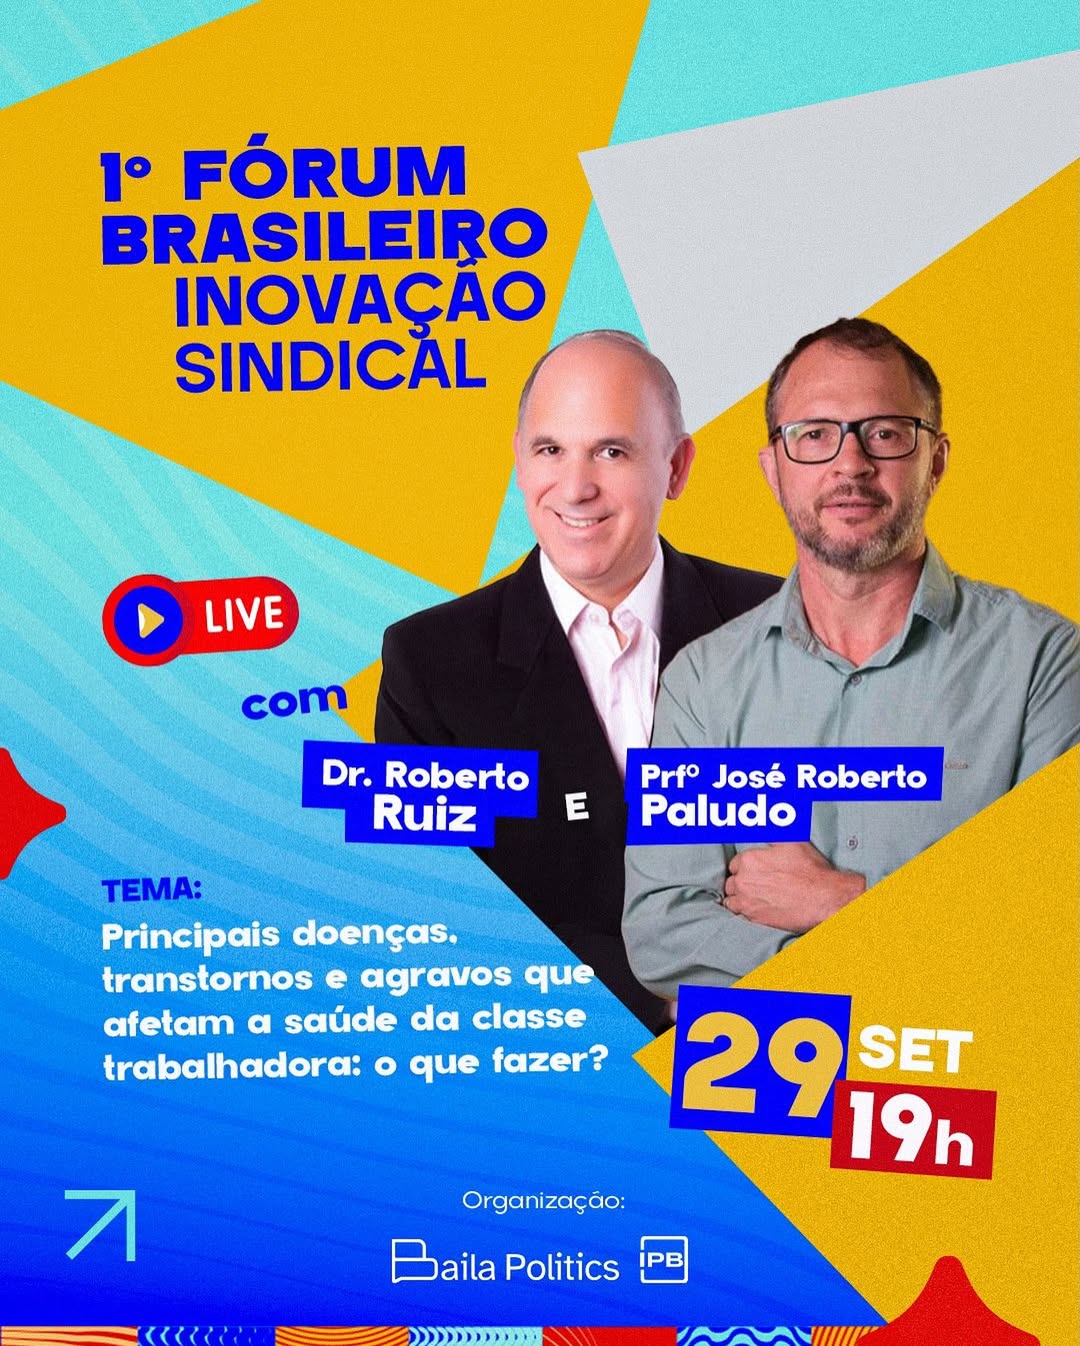 1º FÓRUM
BRASILEIRO
INOVAÇÃO
SINDICAL
LIVE
com
Dr. Roberto
Ruiz
E
Prfº José Roberto
Paludo
TEMA:
Principais doenças,
transtornos e agravos que
afetam a saúde da classe
trabalhadora: o que fazer?
29
SET
19h
Organização:
Baila Politics
IPB